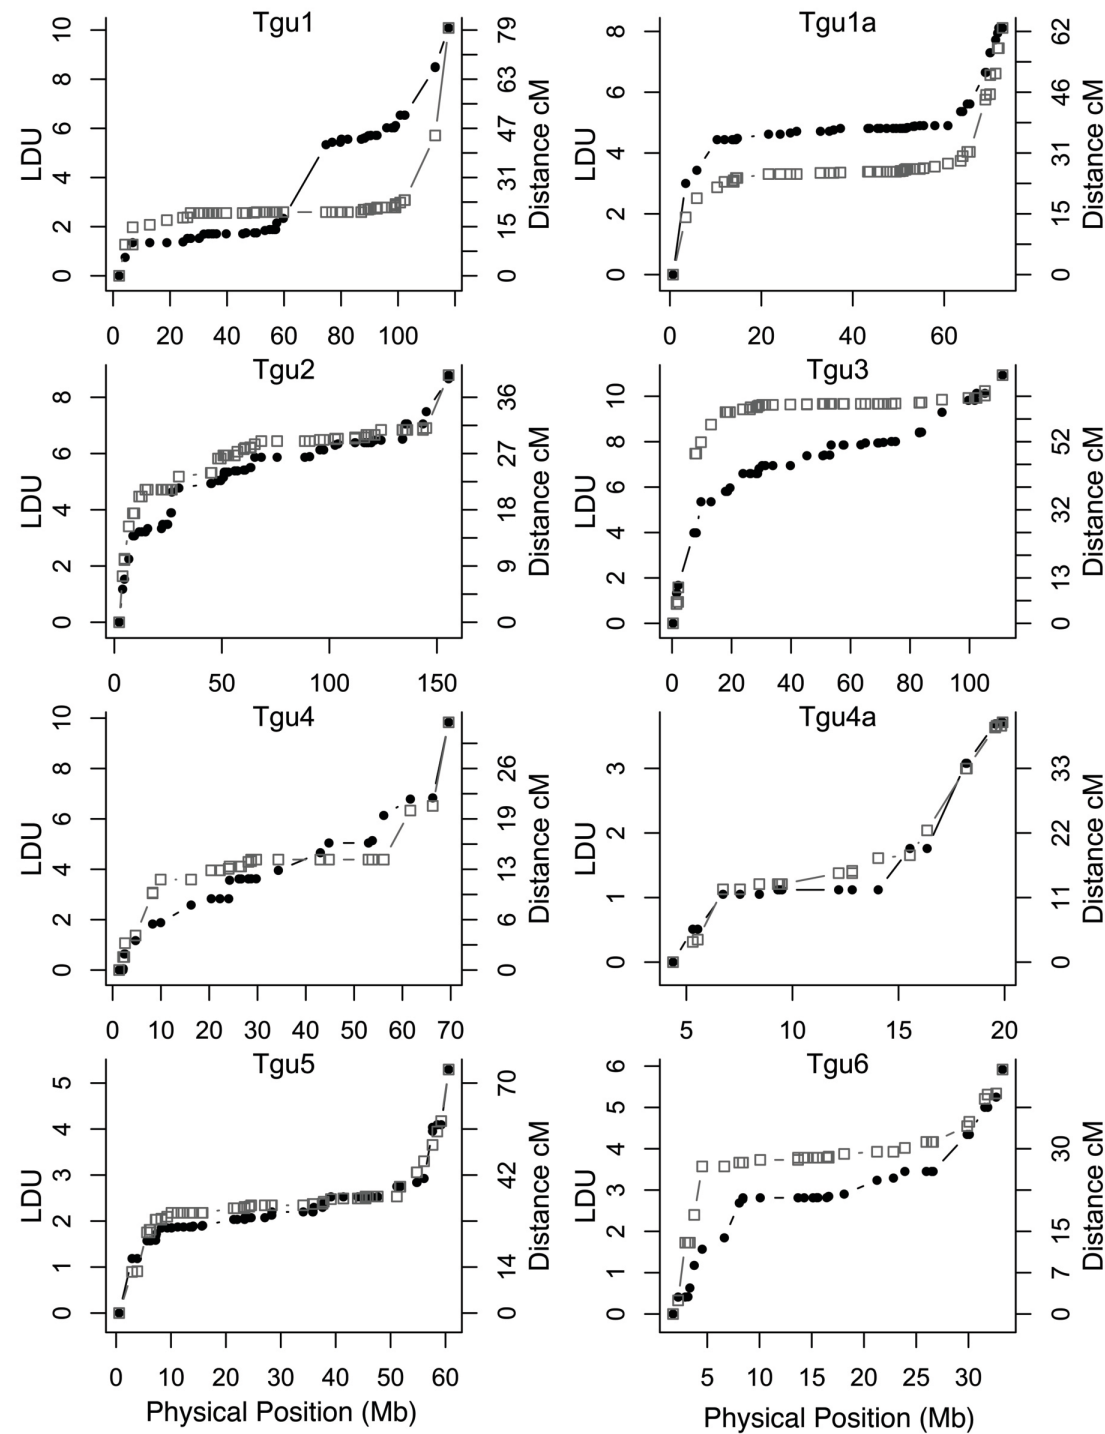 Tgu1
LDU
0 2 4 6 8 10
0 20 40 60 80 100
0 15 31 47 63 79
Distance cM
Tgu1a
LDU
0 2 4 6 8
0 20 40 60
0 15 31 46 62
Distance cM
Tgu2
LDU
0 2 4 6 8
0 50 100 150
0 9 18 27 36
Distance cM
Tgu3
LDU
0 2 4 6 8 10
0 20 40 60 80 100
0 13 32 52
Distance cM
Tgu4
LDU
0 2 4 6 8 10
0 10 20 30 40 50 60 70
0 6 13 19 26
Distance cM
Tgu4a
LDU
0 1 2 3
5 10 15 20
0 11 22 33
Distance cM
Tgu5
LDU
0 1 2 3 4 5
0 10 20 30 40 50 60
0 14 42 70
Distance cM
Physical Position (Mb)
Tgu6
LDU
0 1 2 3 4 5 6
5 10 15 20 25 30
0 7 15 30
Distance cM
Physical Position (Mb)